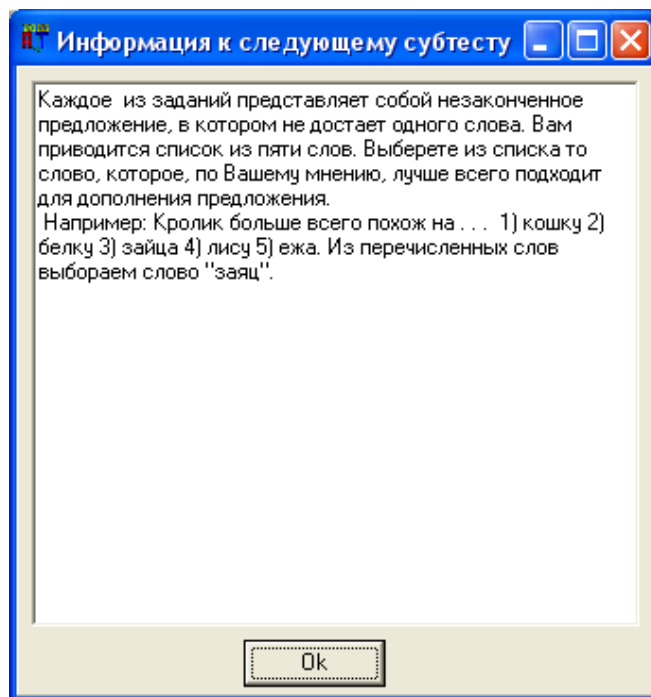 Информация к следующему субтесту
Каждое из заданий представляет собой незаконченное
предложение, в котором не достает одного слова. Вам
приводится список из пяти слов. Выберете из списка то
слово, которое, по Вашему мнению, лучше всего подходит
для дополнения предложения.
Например: Кролик больше всего похож на . . . 1) кошку 2)
белку 3) зайца 4) лису 5) ежа. Из перечисленных слов
выбораем слово "заяц".
Ok